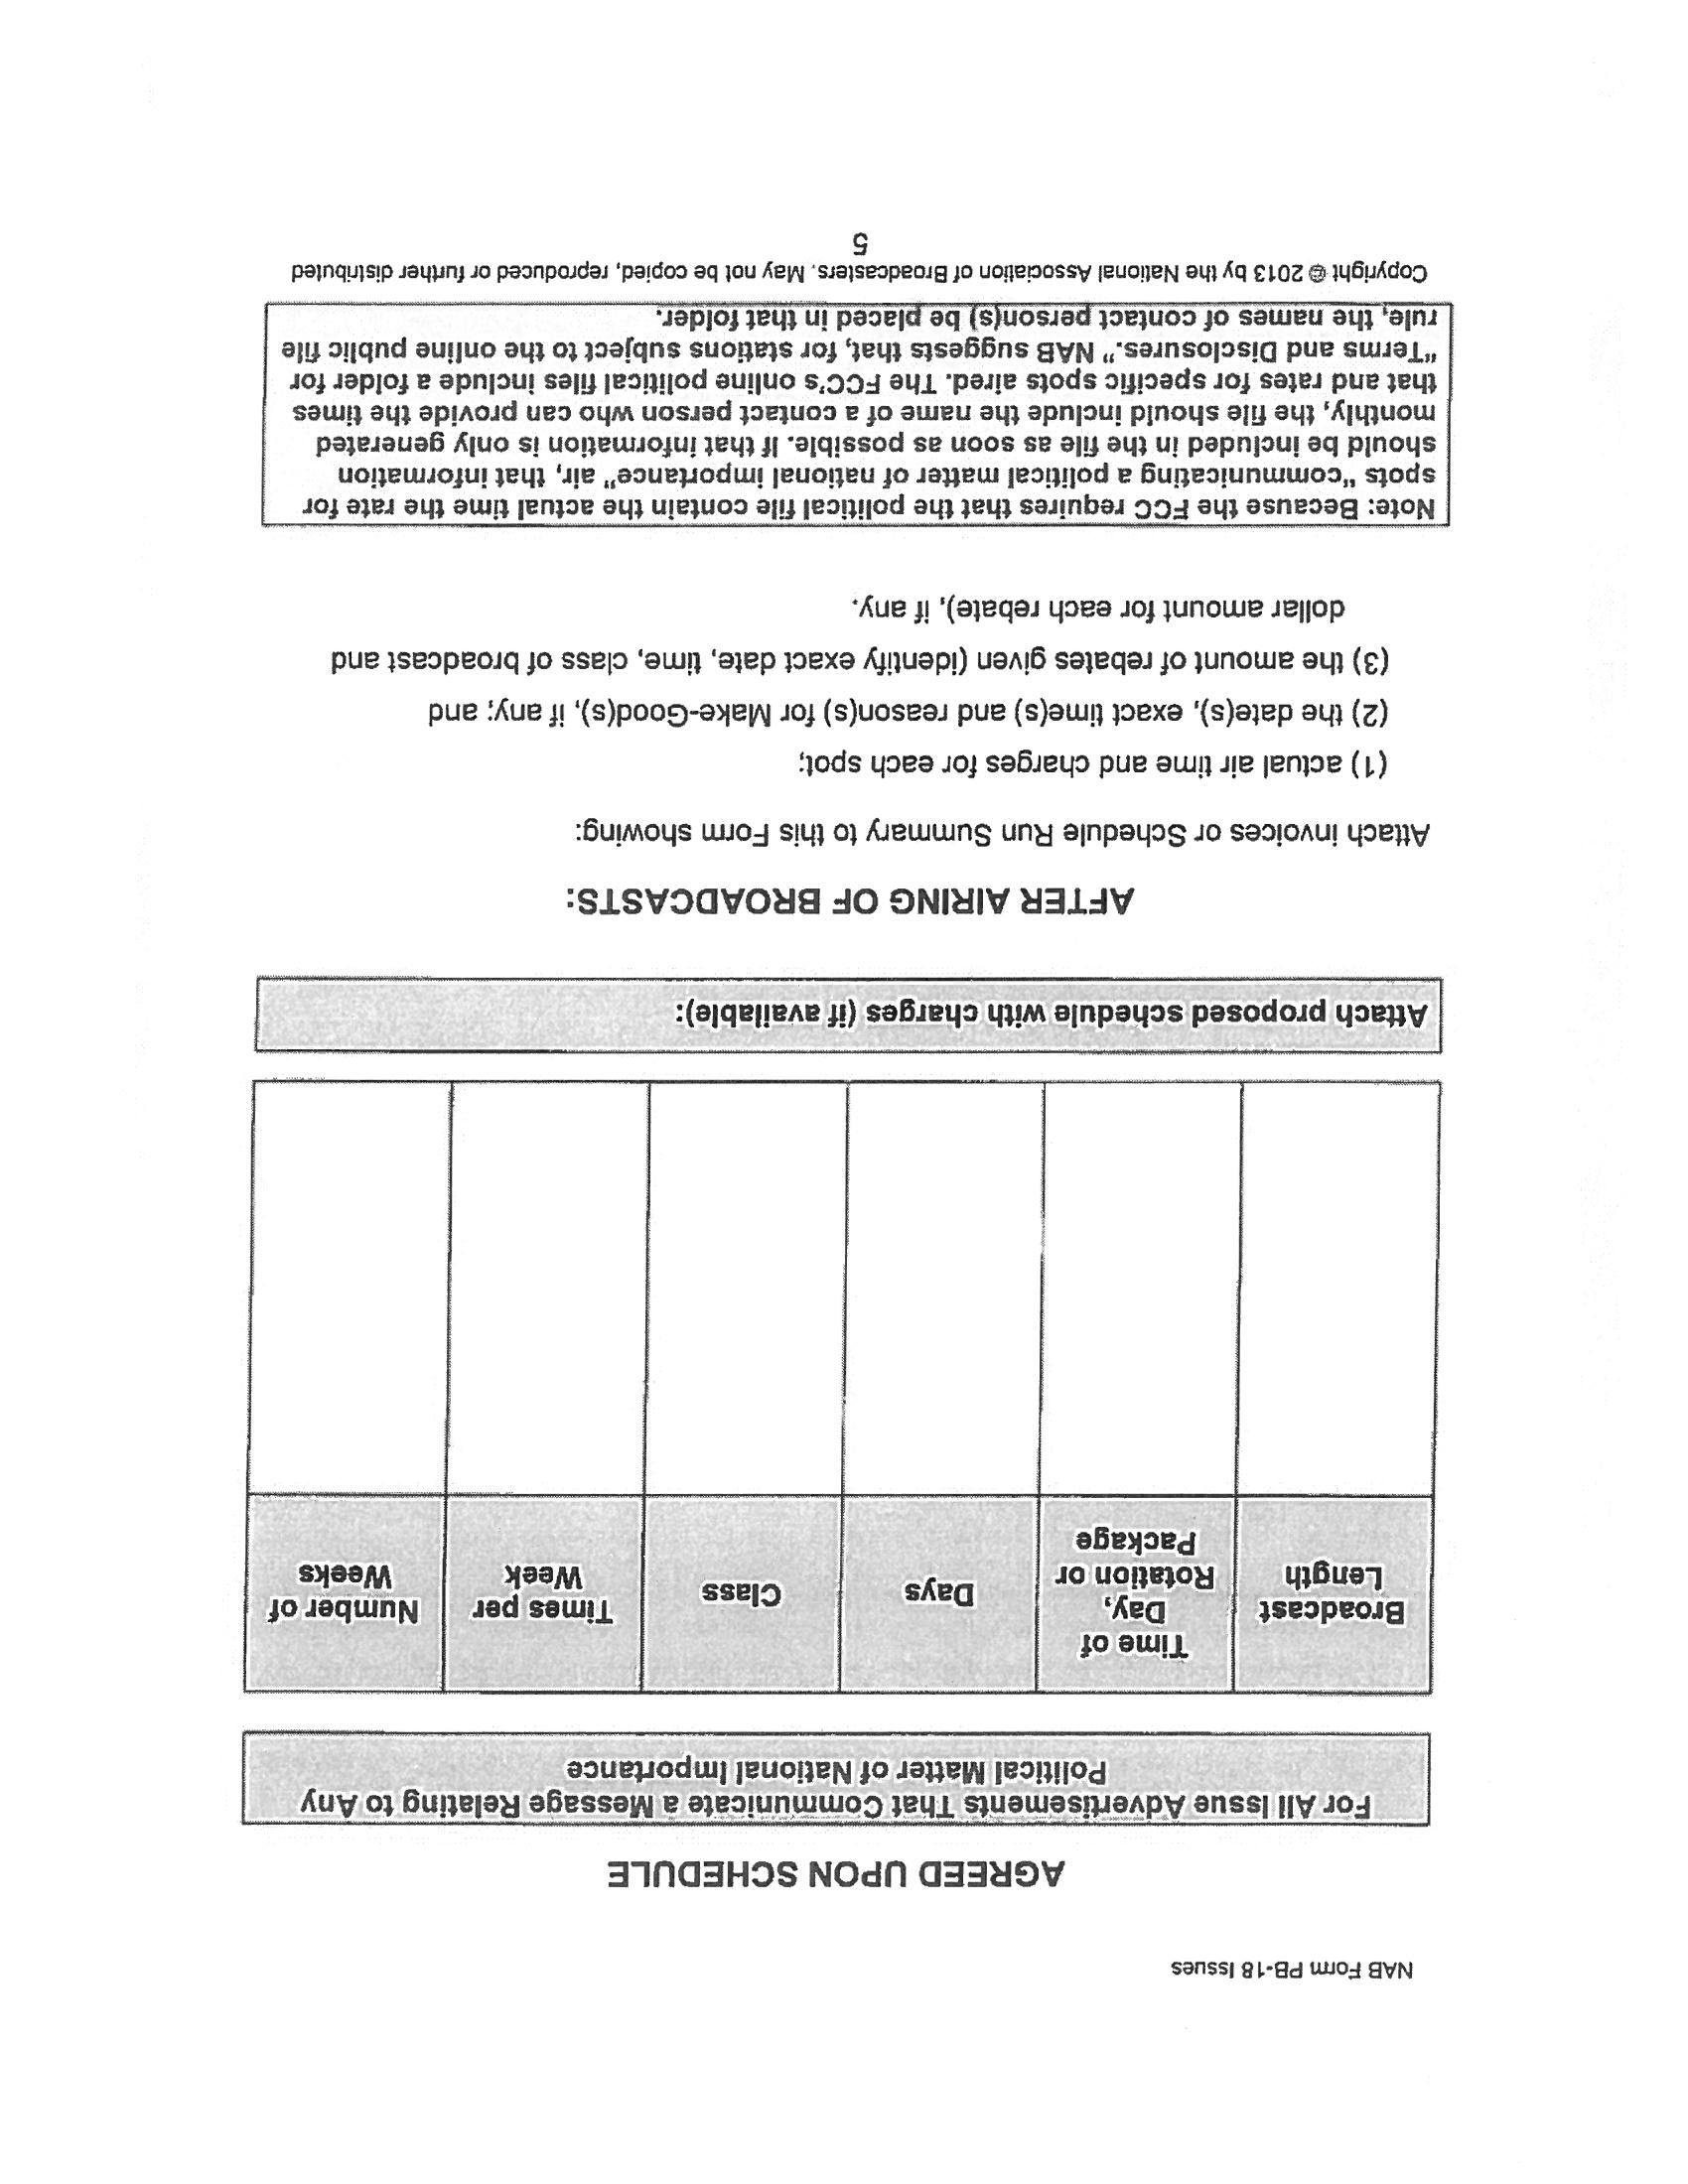 NAB Form PB-18 Issues
AGREED UPON SCHEDULE
For All Issue Advertisements That Communicate a Message Relating to Any
Political Matter of National Importance
Broadcast
Length
Time of
Day,
Rotation or
Package
Days
Class
Times per
Week
Number of
Weeks
Attach proposed schedule with charges (if available):
AFTER AIRING OF BROADCASTS:
Attach invoices or Schedule Run Summary to this Form showing:
(1) actual air time and charges for each spot;
(2) the date(s), exact time(s) and reason(s) for Make-Good(s), if any; and
(3) the amount of rebates given (identify exact date, time, class of broadcast and
dollar amount for each rebate), if any.
Note: Because the FCC requires that the political file contain the actual time the rate for
spots "communicating a political matter of national importance" air, that information
should be included in the file as soon as possible. If that information is only generated
monthly, the file should include the name of a contact person who can provide the times
that and rates for specific spots aired. The FCC's online political files include a folder for
"Terms and Disclosures." NAB suggests that, for stations subject to the online public file
rule, the names of contact person(s) be placed in that folder.
Copyright © 2013 by the National Association of Broadcasters. May not be copied, reproduced or further distributed
5